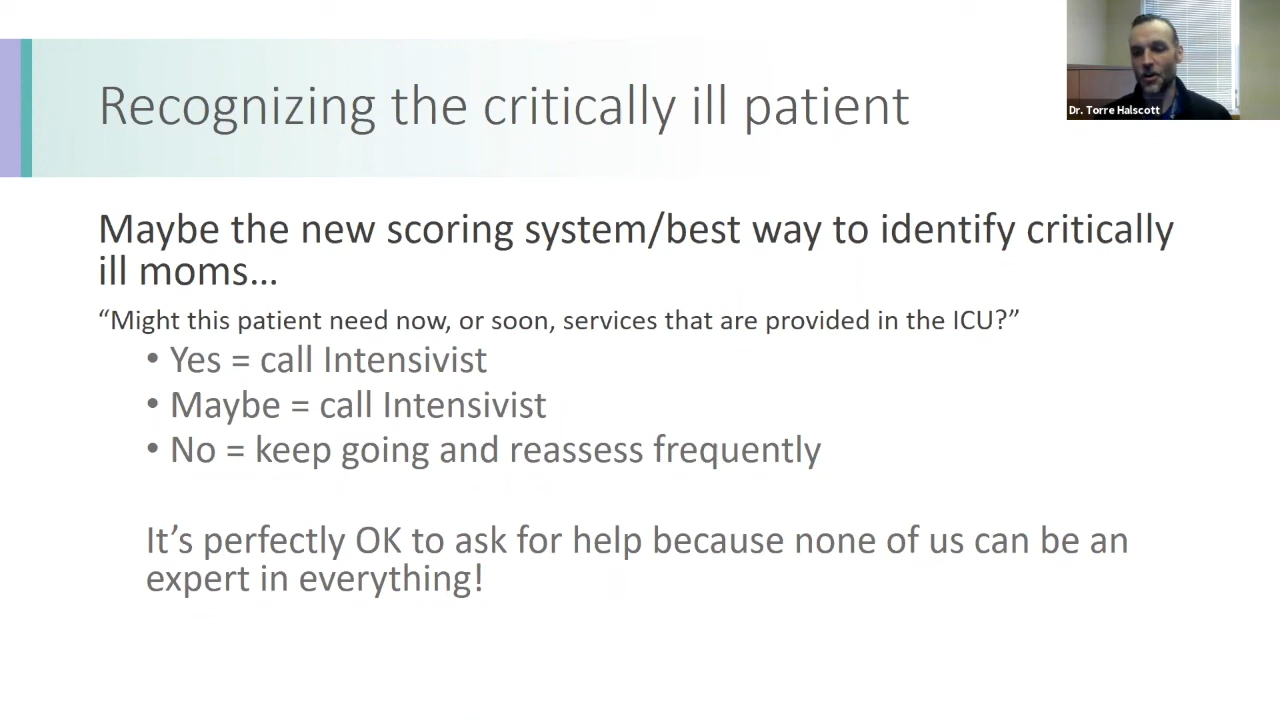 Recognizing the critically ill patient
Dr. Torre Halscott
Maybe the new scoring system/best way to identify critically
ill moms…
“Might this patient need now, or soon, services that are provided in the ICU?”
• Yes = call Intensivist
• Maybe = call Intensivist
• No = keep going and reassess frequently
It’s perfectly OK to ask for help because none of us can be an
expert in everything!